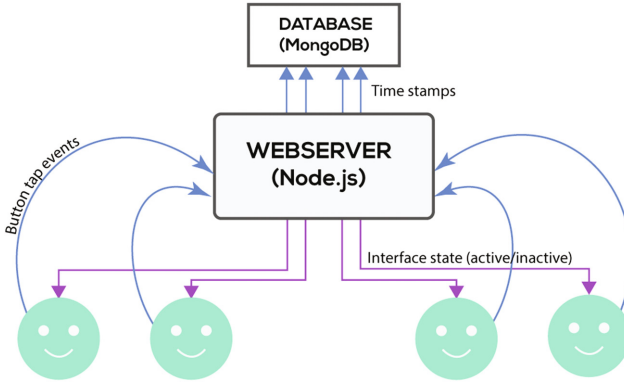 DATABASE
(MongoDB)
Time stamps
WEBSERVER
(Node.js)
Button tap events
Interface state (active/inactive)